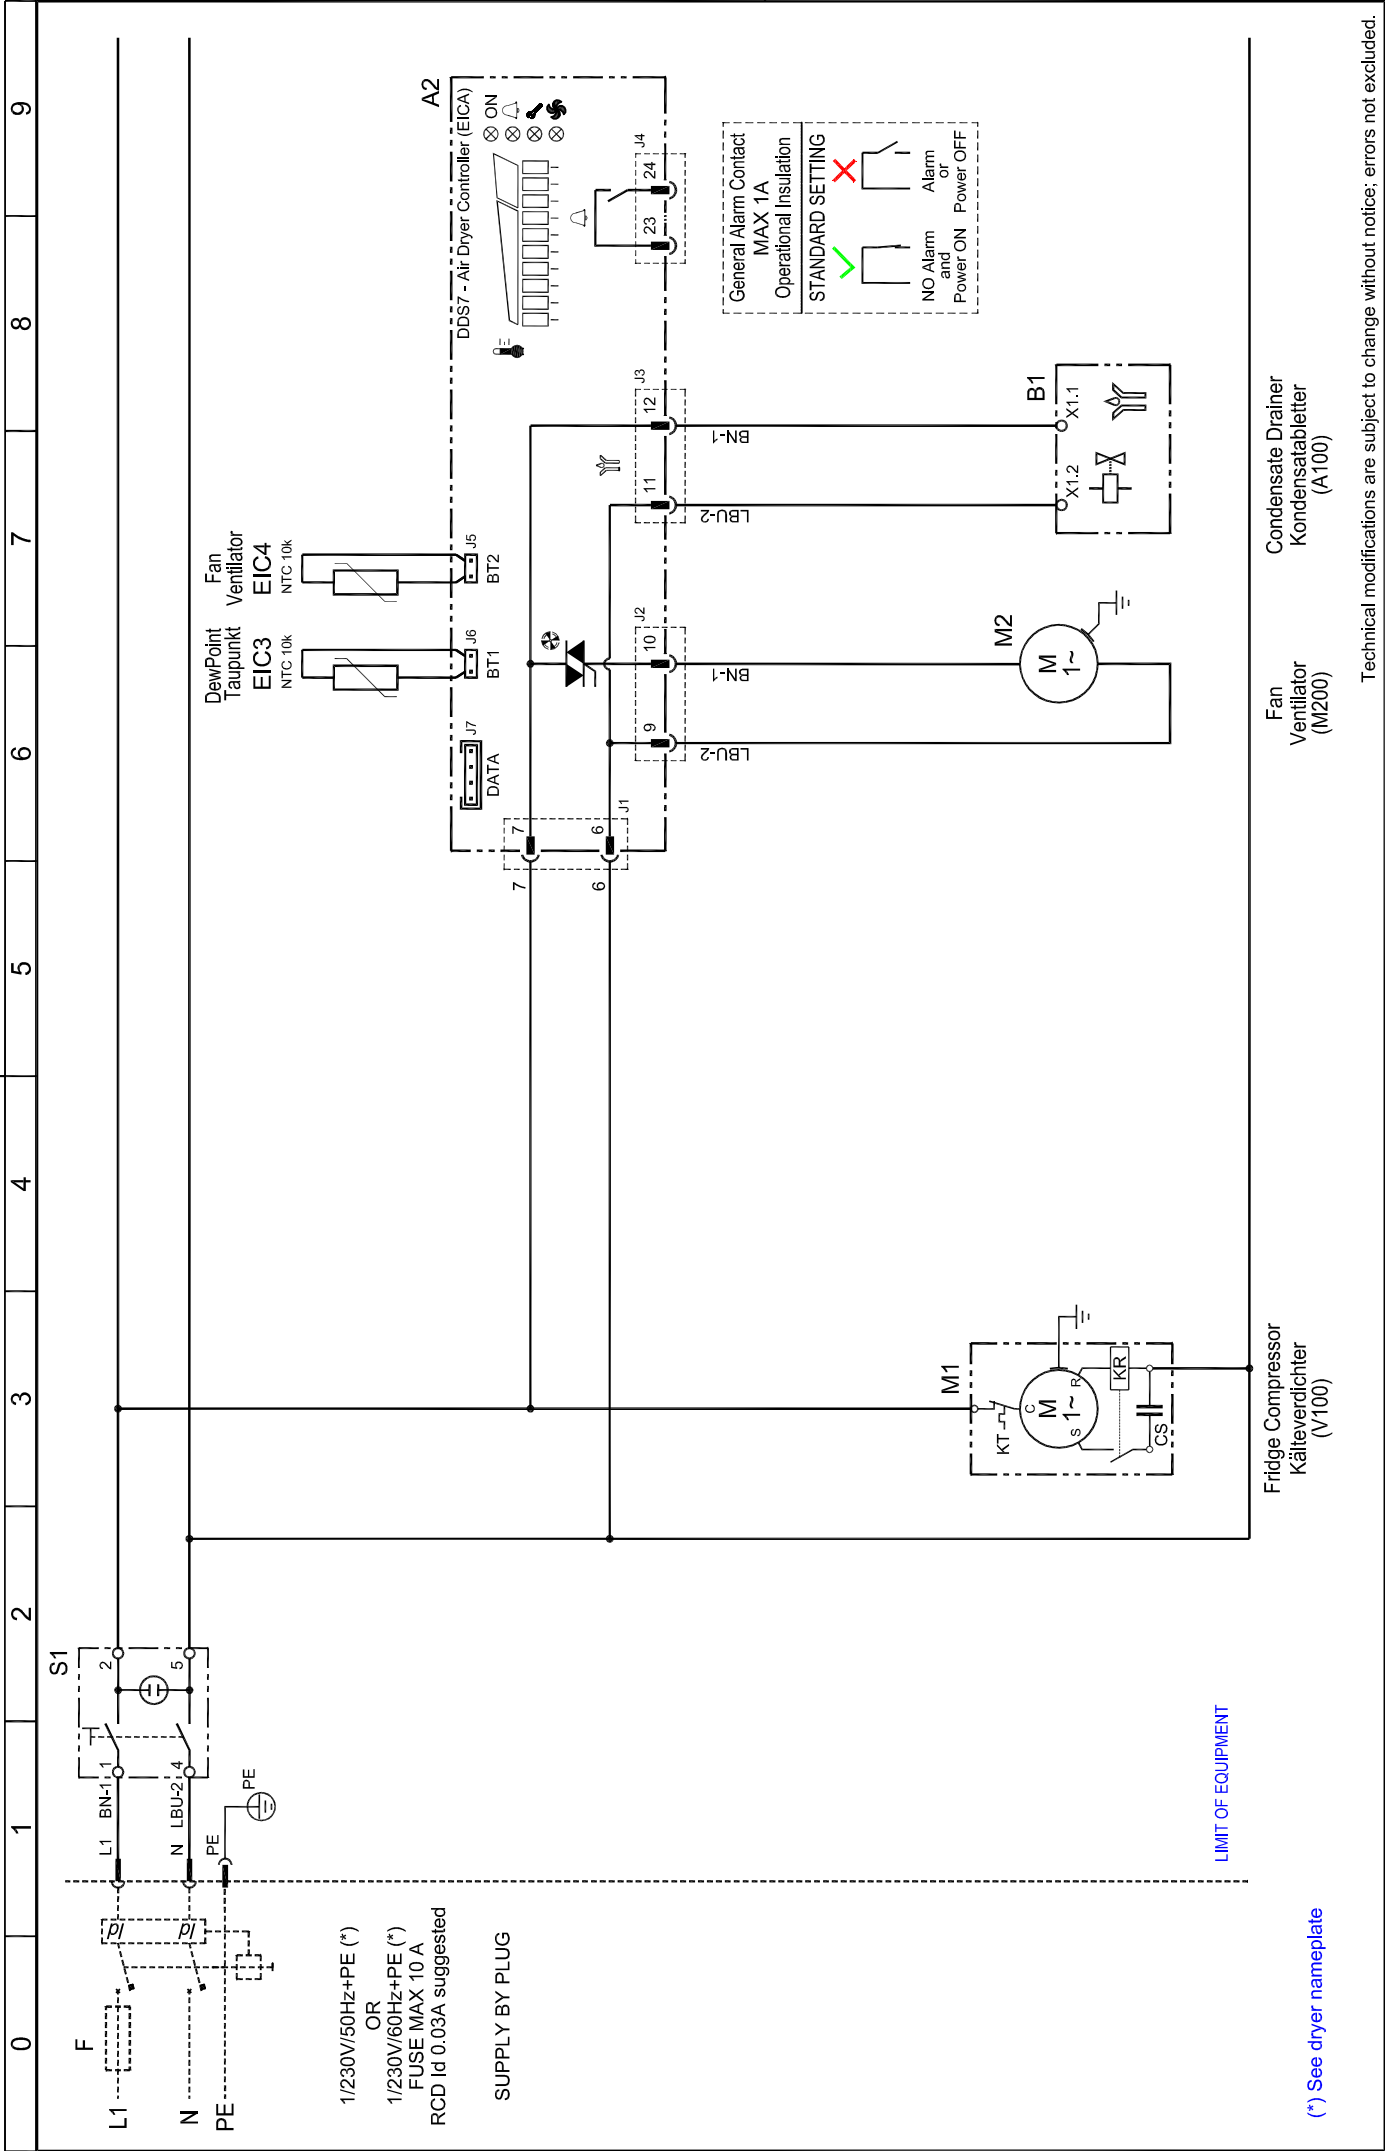 0 1 2 3 4 5 6 7 8 9
F
L1
N
PE
Id
Id
L1 BN-1
N LBU-2
PE
PE
S1
1
2
4
5
1/230V/50Hz+PE (*)
OR
1/230V/60Hz+PE (*)
FUSE MAX 10 A
RCD Id 0.03A suggested
SUPPLY BY PLUG
LIMIT OF EQUIPMENT
(*) See dryer nameplate
M1
KT
C
M
1~
S
R
KR
CS
Fridge Compressor
Kälteverdichter
(V100)
7
6
7
6
J1
A2
DDS7 - Air Dryer Controller (EICA)
ON
DATA
J7
DewPoint
Taupunkt
EIC3
NTC 10k
J6
BT1
Fan
Ventilator
EIC4
NTC 10k
J5
BT2
9
10
J2
11
12
J3
23
24
J4
LBU-2
BN-1
LBU-2
BN-1
M2
M
1~
Fan
Ventilator
(M200)
B1
X1.2
X1.1
Condensate Drainer
Kondensatabletter
(A100)
General Alarm Contact
MAX 1A
Operational Insulation
STANDARD SETTING
NO Alarm
and
Power ON
Alarm
or
Power OFF
Technical modifications are subject to change without notice; errors not excluded.